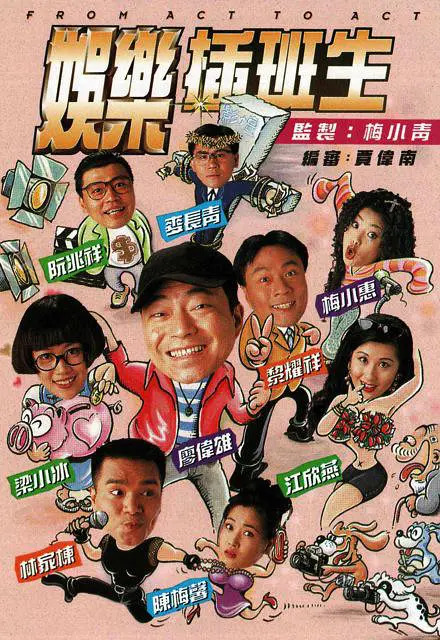 FROM ACT TO ACT
娛樂插班生
監製：梅小青
編審：賈偉南
麥長青
阮兆祥
梅小惠
黎耀祥
廖偉雄
江欣燕
梁小冰
林家棟
陳梅馨